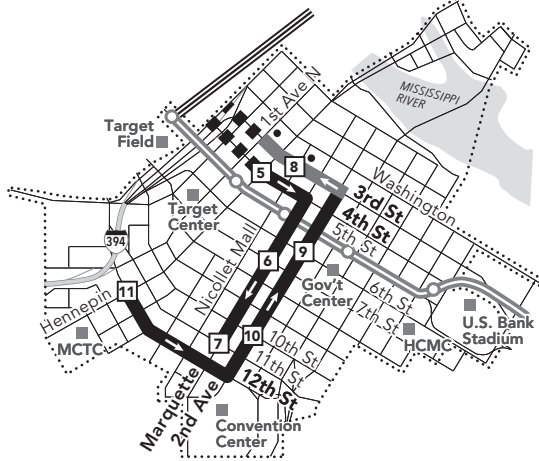 MISSISSIPPI
RIVER
1st Ave N
Target
Field
8
5
Washington
3rd St
4th St
5th St
Target
Center
394
Nicollet Mall
6
9
Gov't
Center
11
Hennepin
6th St
7th St
U.S. Bank
Stadium
HCMC
MCTC
7
10
10th St
11th St
12th St
Marquette
2nd Ave
Convention
Center